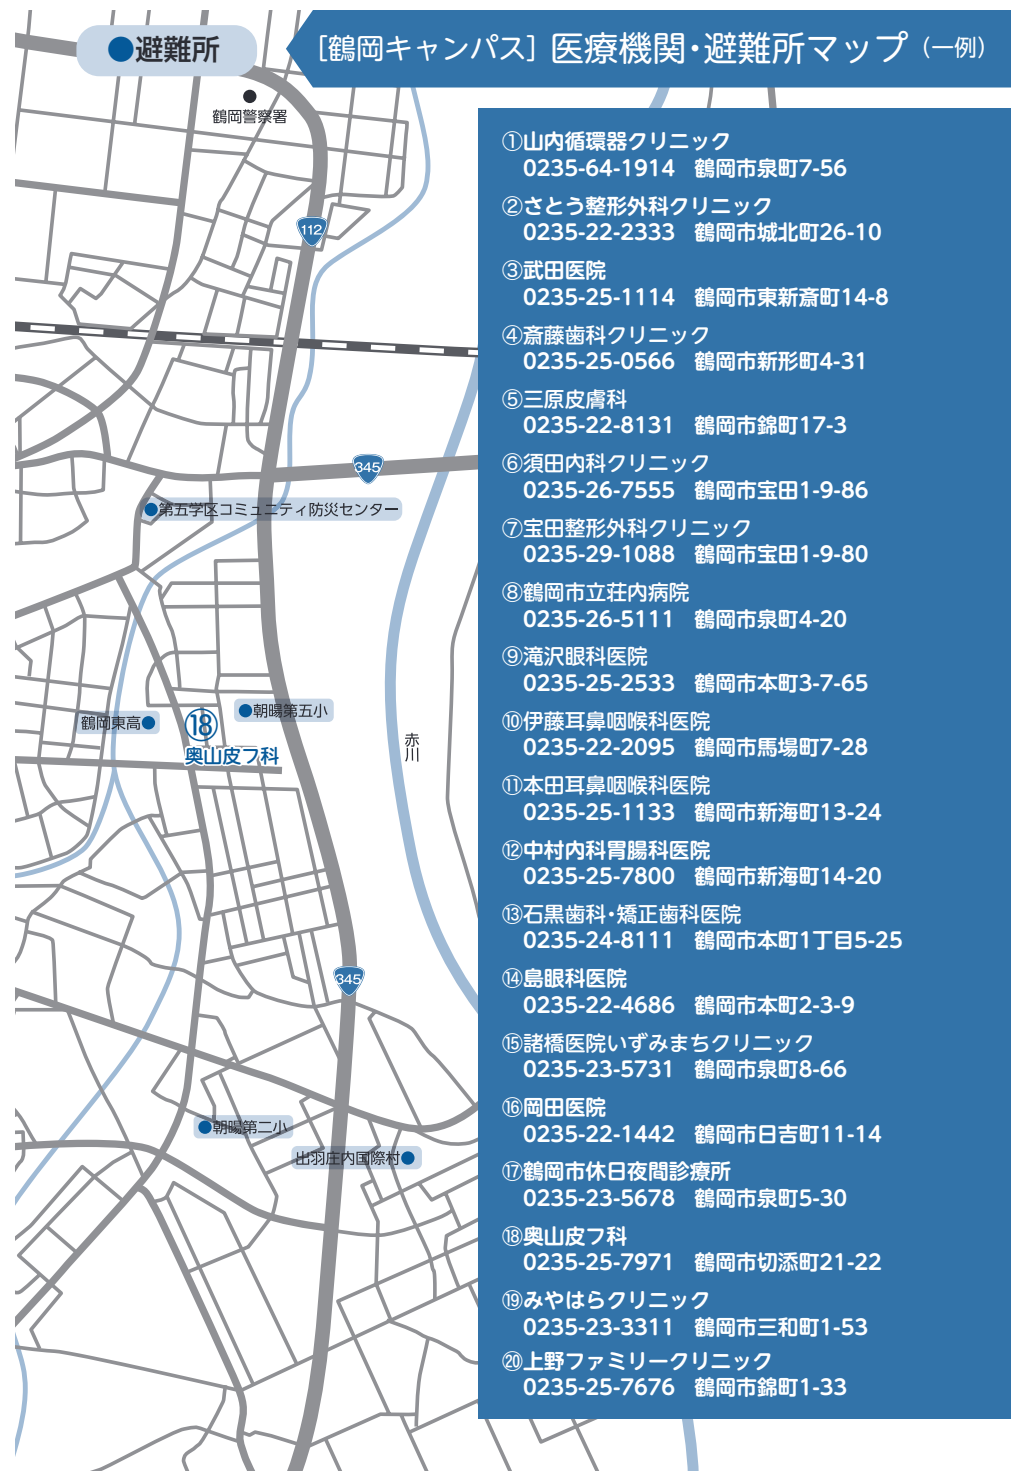 ●避難所
[鶴岡キャンパス] 医療機関・避難所マップ（一例）
鶴岡警察署
112
345
第五学区コミュニティ防災センター
朝暘第五小
鶴岡東高
⑱
奥山皮フ科
赤川
345
朝暘第二小
出羽庄内国際村
①山内循環器クリニック
0235-64-1914 鶴岡市泉町7-56
②さとう整形外科クリニック
0235-22-2333 鶴岡市城北町26-10
③武田医院
0235-25-1114 鶴岡市東新斎町14-8
④斎藤歯科クリニック
0235-25-0566 鶴岡市新形町4-31
⑤三原皮膚科
0235-22-8131 鶴岡市錦町17-3
⑥須田内科クリニック
0235-26-7555 鶴岡市宝田1-9-86
⑦宝田整形外科クリニック
0235-29-1088 鶴岡市宝田1-9-80
⑧鶴岡市立荘内病院
0235-26-5111 鶴岡市泉町4-20
⑨滝沢眼科医院
0235-25-2533 鶴岡市本町3-7-65
⑩伊藤耳鼻咽喉科医院
0235-22-2095 鶴岡市馬場町7-28
⑪本田耳鼻咽喉科医院
0235-25-1133 鶴岡市新海町13-24
⑫中村内科胃腸科医院
0235-25-7800 鶴岡市新海町14-20
⑬石黒歯科・矯正歯科医院
0235-24-8111 鶴岡市本町1丁目5-25
⑭島眼科医院
0235-22-4686 鶴岡市本町2-3-9
⑮諸橋医院いずみまちクリニック
0235-23-5731 鶴岡市泉町8-66
⑯岡田医院
0235-22-1442 鶴岡市日吉町11-14
⑰鶴岡市休日夜間診療所
0235-23-5678 鶴岡市泉町5-30
⑱奥山皮フ科
0235-25-7971 鶴岡市切添町21-22
⑲みやはらクリニック
0235-23-3311 鶴岡市三和町1-53
⑳上野ファミリークリニック
0235-25-7676 鶴岡市錦町1-33